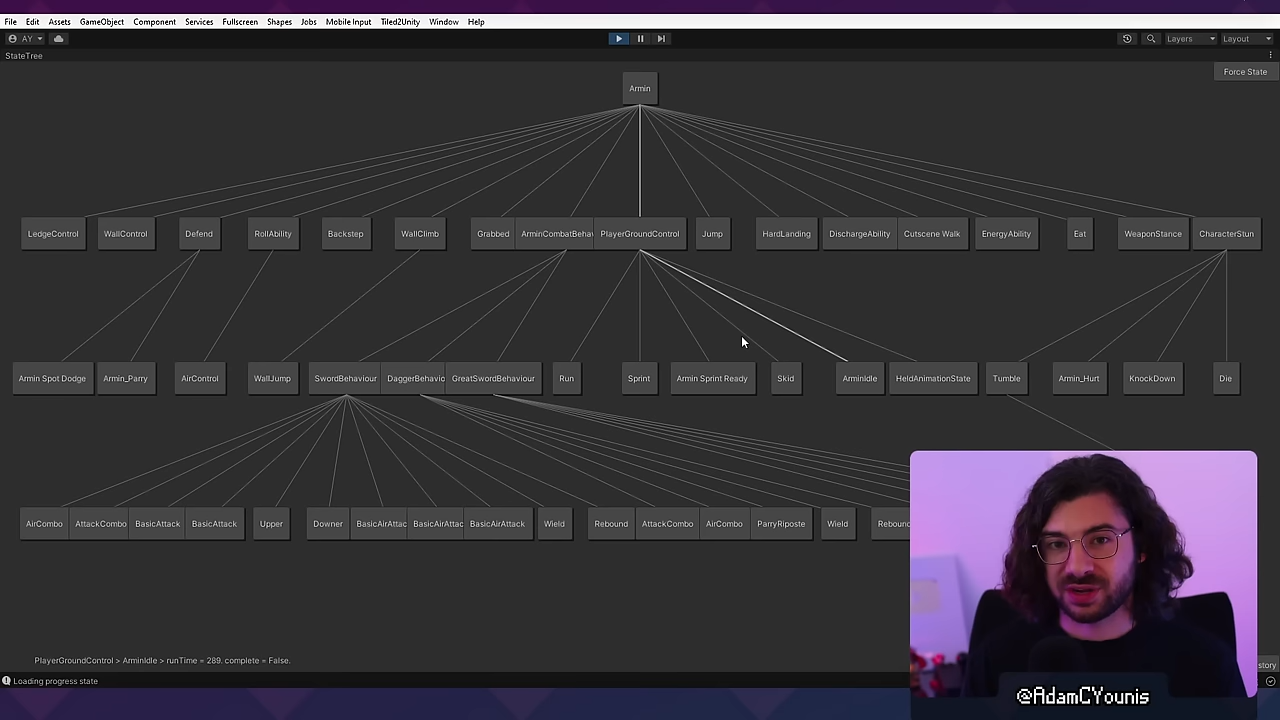 File Edit Assets GameObject Component Services Fullscreen Shapes Jobs Mobile Input Tiled2Unity Window Help
AY Layers Layout
StateTree
Force State
Armin
LedgeControl WallControl Defend RollAbility Backstep WallClimb Grabbed ArminCombatBehav PlayerGroundControl Jump HardLanding DischargeAbility Cutscene Walk EnergyAbility Eat WeaponStance CharacterStun
Armin Spot Dodge Armin_Parry AirControl WallJump SwordBehaviour DaggerBehavio GreatSwordBehaviour Run Sprint Armin Sprint Ready Skid ArminIdle HeldAnimationState Tumble Armin_Hurt KnockDown Die
AirCombo AttackCombo BasicAttack BasicAttack Upper Downer BasicAirAttac BasicAirAttac BasicAirAttack Wield Rebound AttackCombo AirCombo ParryRiposte Wield Rebound
PlayerGroundControl > ArminIdle > runTime = 289. complete = False.
story
Loading progress state
@AdamCYounis